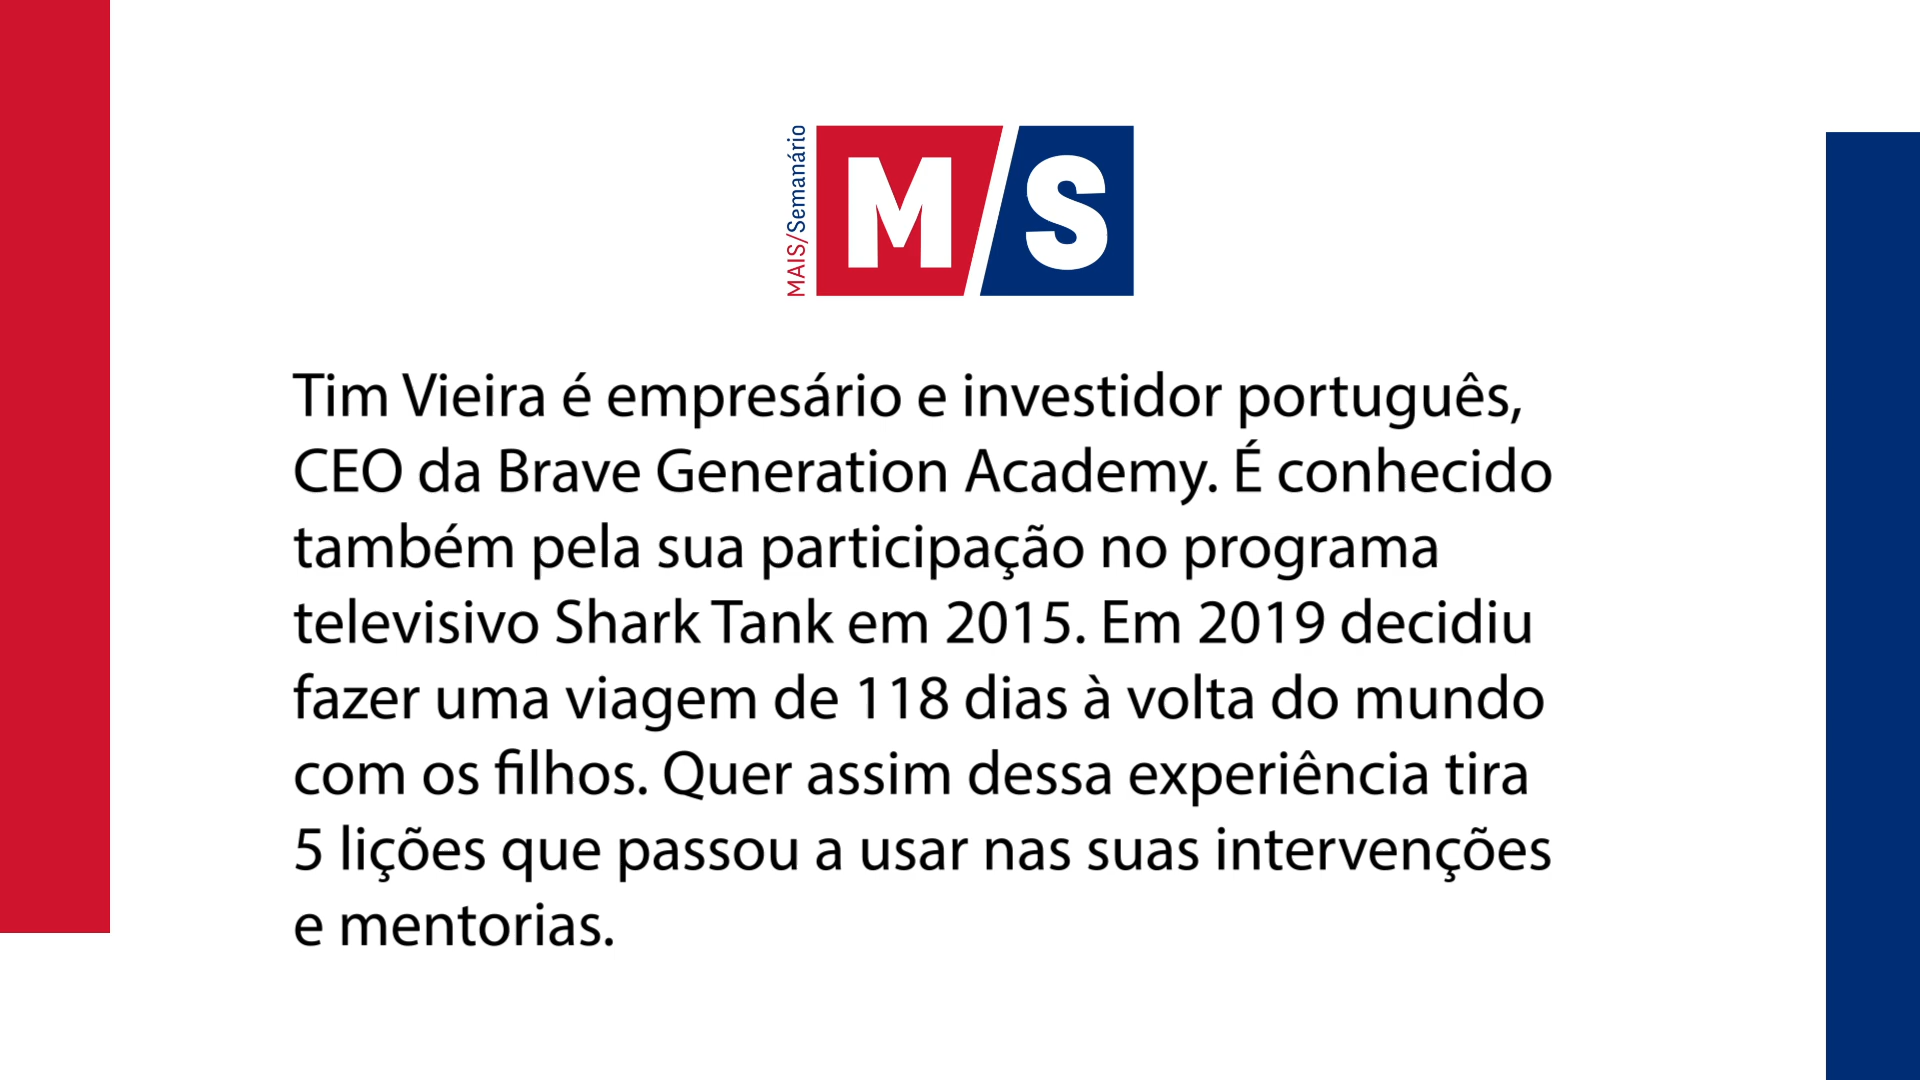 MAIS/Semanário
M/S
Tim Vieira é empresário e investidor português,
CEO da Brave Generation Academy. É conhecido
também pela sua participação no programa
televisivo Shark Tank em 2015. Em 2019 decidiu
fazer uma viagem de 118 dias à volta do mundo
com os filhos. Quer assim dessa experiência tira
5 lições que passou a usar nas suas intervenções
e mentorias.